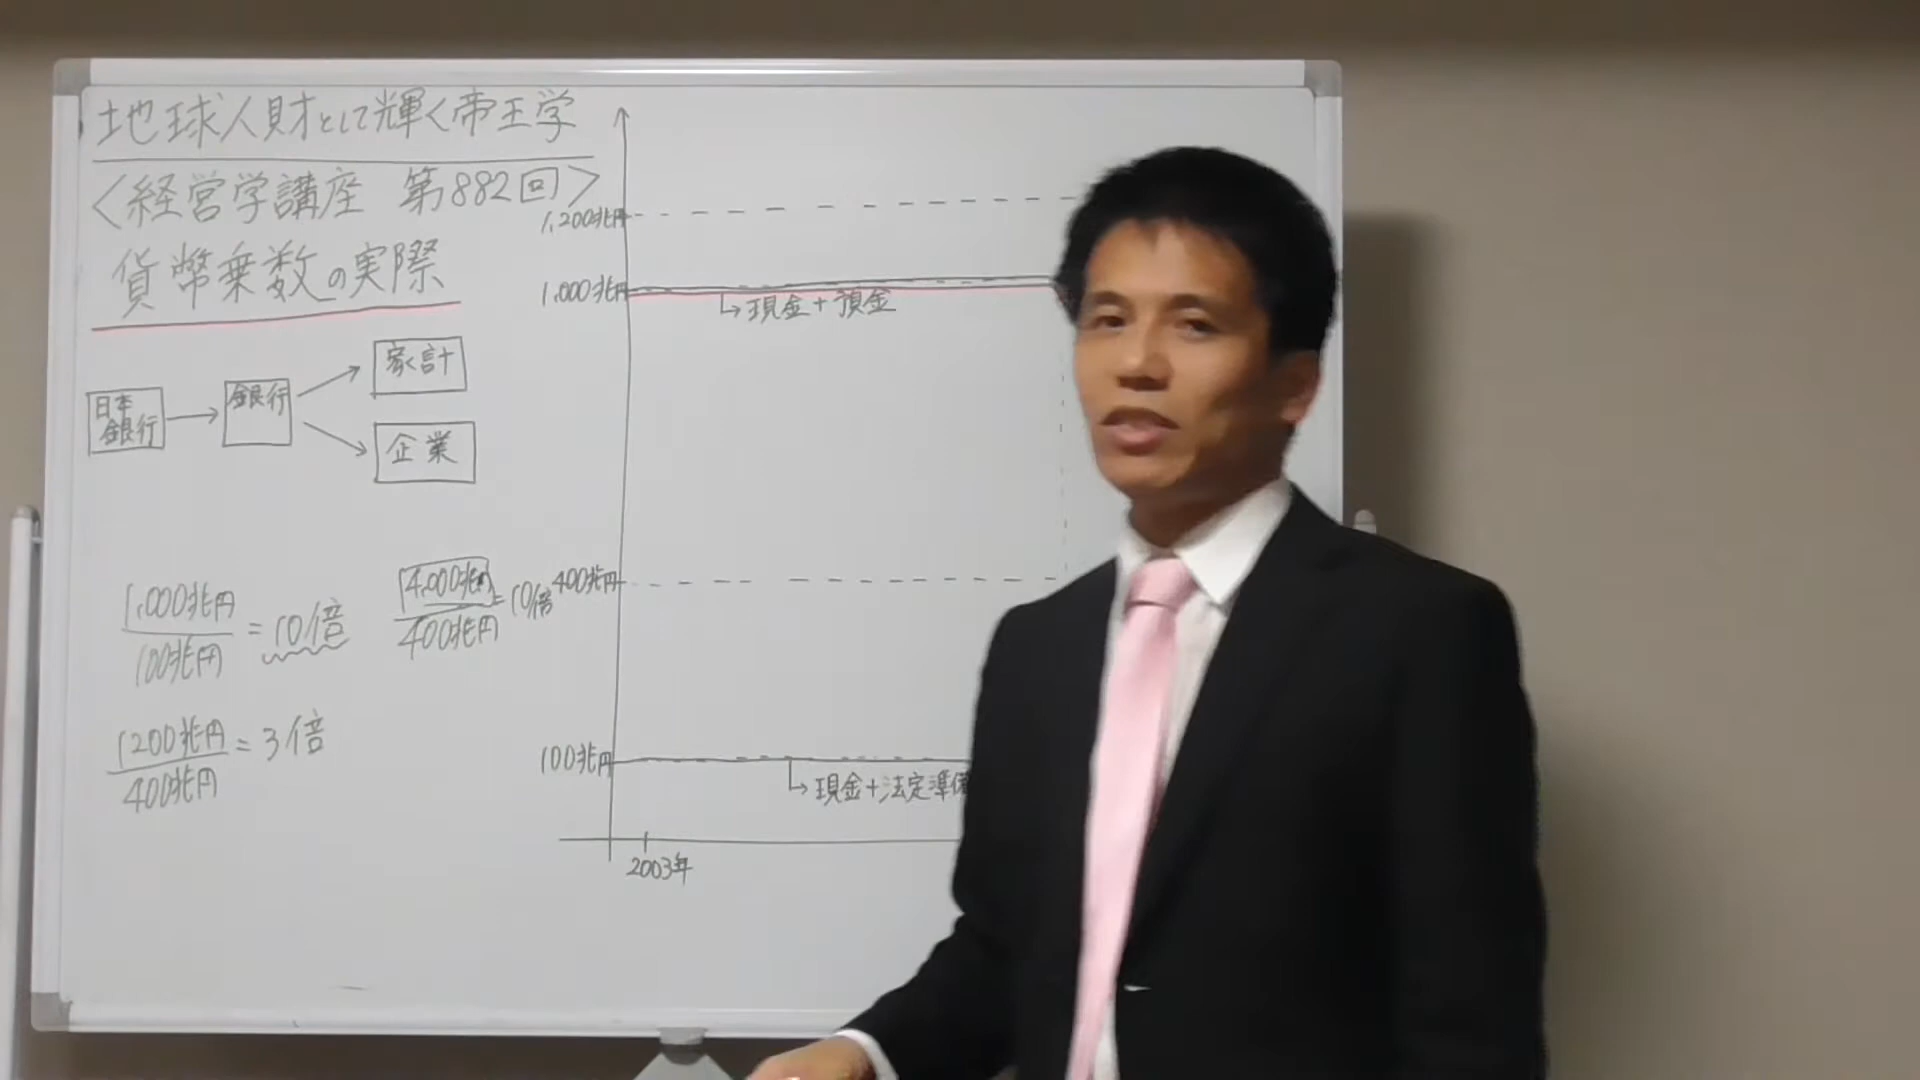 地球人財として輝く帝王学
〈経営学講座 第882回〉
貨幣乗数の実際
日本
銀行
銀行
家計
企業
1,000兆円
100兆円
=10倍
4,000兆円
400兆円
=10倍
1200兆円
400兆円
=3倍
1,200兆円
1,000兆円
現金+預金
400兆円
100兆円
現金+法定準備
2003年